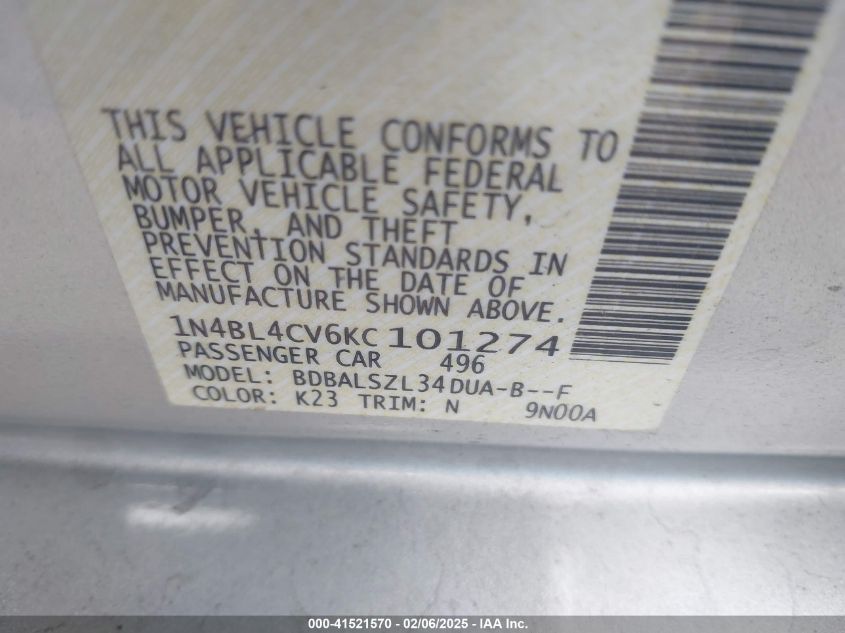 THIS VEHICLE CONFORMS TO
ALL APPLICABLE FEDERAL
MOTOR VEHICLE SAFETY,
BUMPER, AND THEFT
PREVENTION STANDARDS IN
EFFECT ON THE DATE OF
MANUFACTURE SHOWN ABOVE.
1N4BL4CV6KC101274
PASSENGER CAR 496
MODEL: BDBALSZL34DUA-B--F
COLOR: K23 TRIM: N 9N00A
000-41521570 - 02/06/2025 - IAA Inc.